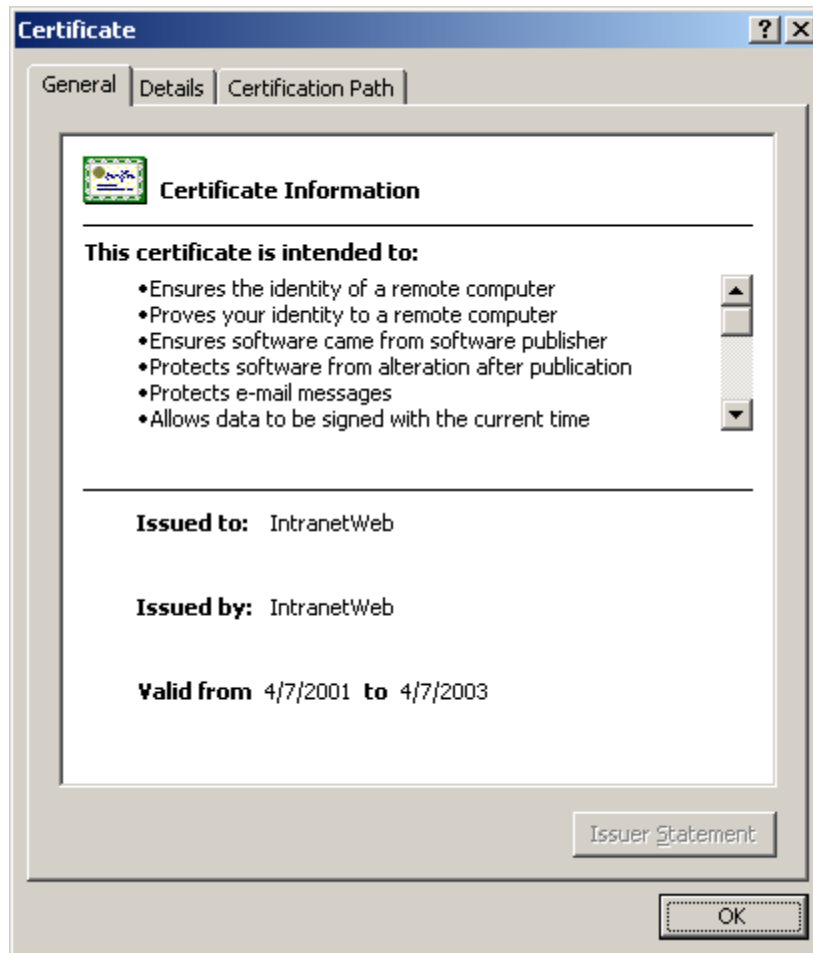 Certificate
General Details Certification Path
Certificate Information
This certificate is intended to:
•Ensures the identity of a remote computer
•Proves your identity to a remote computer
•Ensures software came from software publisher
•Protects software from alteration after publication
•Protects e-mail messages
•Allows data to be signed with the current time
Issued to: IntranetWeb
Issued by: IntranetWeb
Valid from 4/7/2001 to 4/7/2003
Issuer Statement
OK